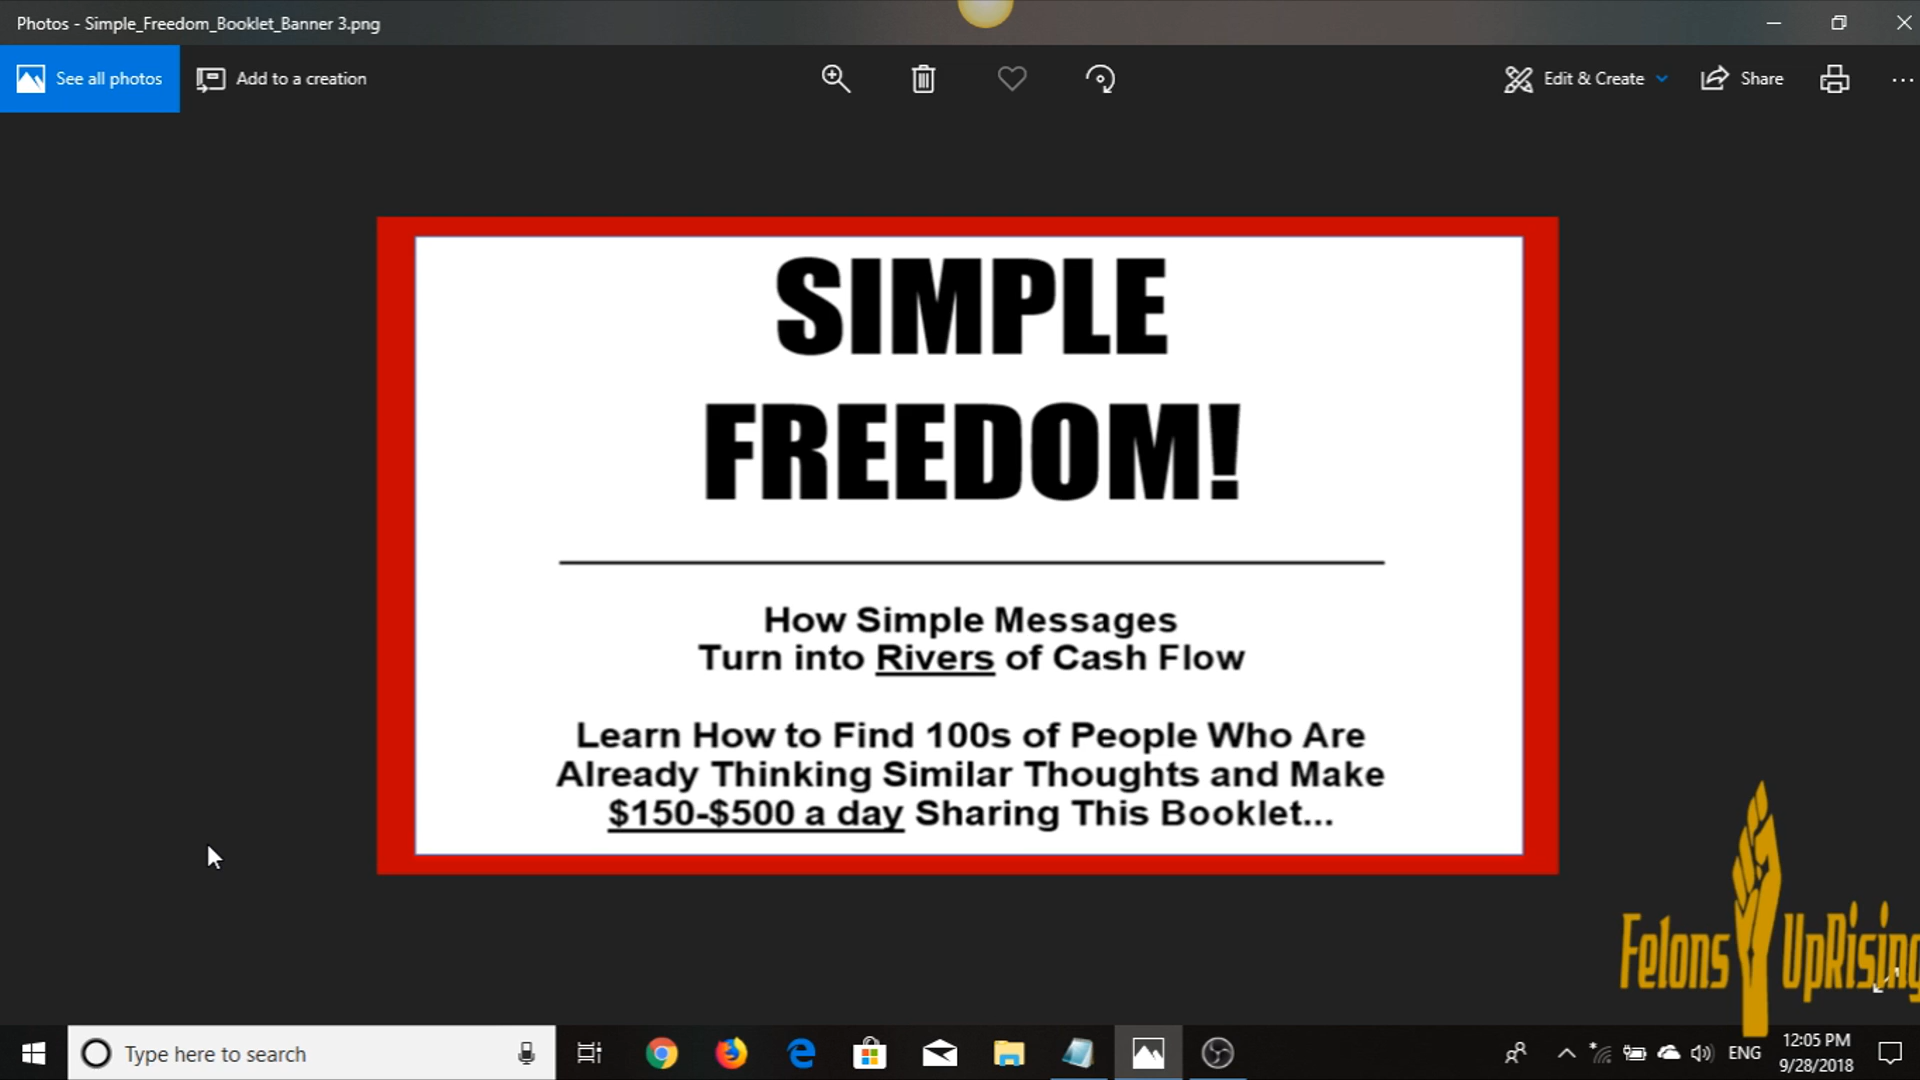 Photos - Simple_Freedom_Booklet_Banner 3.png
See all photos
Add to a creation
Edit & Create
Share
SIMPLE
FREEDOM!
How Simple Messages
Turn into Rivers of Cash Flow
Learn How to Find 100s of People Who Are
Already Thinking Similar Thoughts and Make
$150-$500 a day Sharing This Booklet...
Felons UpRising
Type here to search
ENG
12:05 PM
9/28/2018